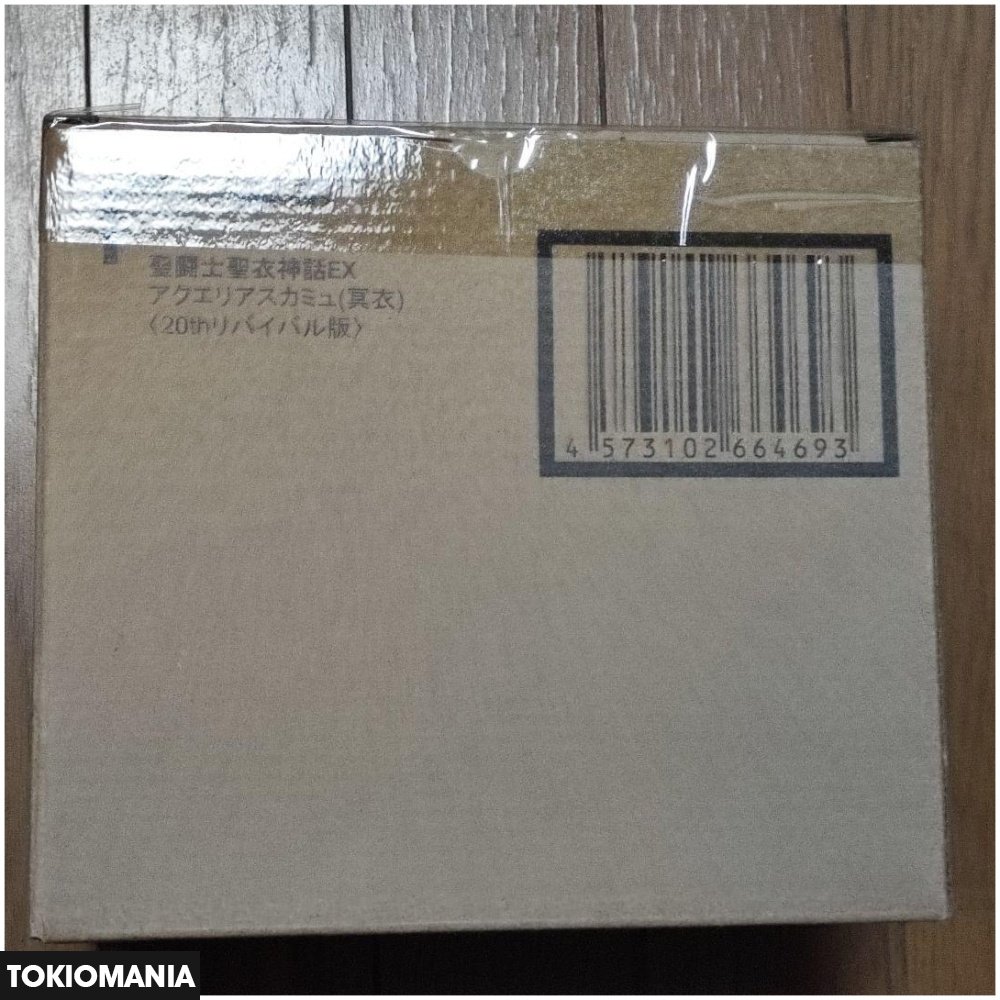 聖闘士聖衣神話EX
アクエリアスカミュ(冥衣)
〈20thリバイバル版〉
4 573102 664693
TOKIOMANIA